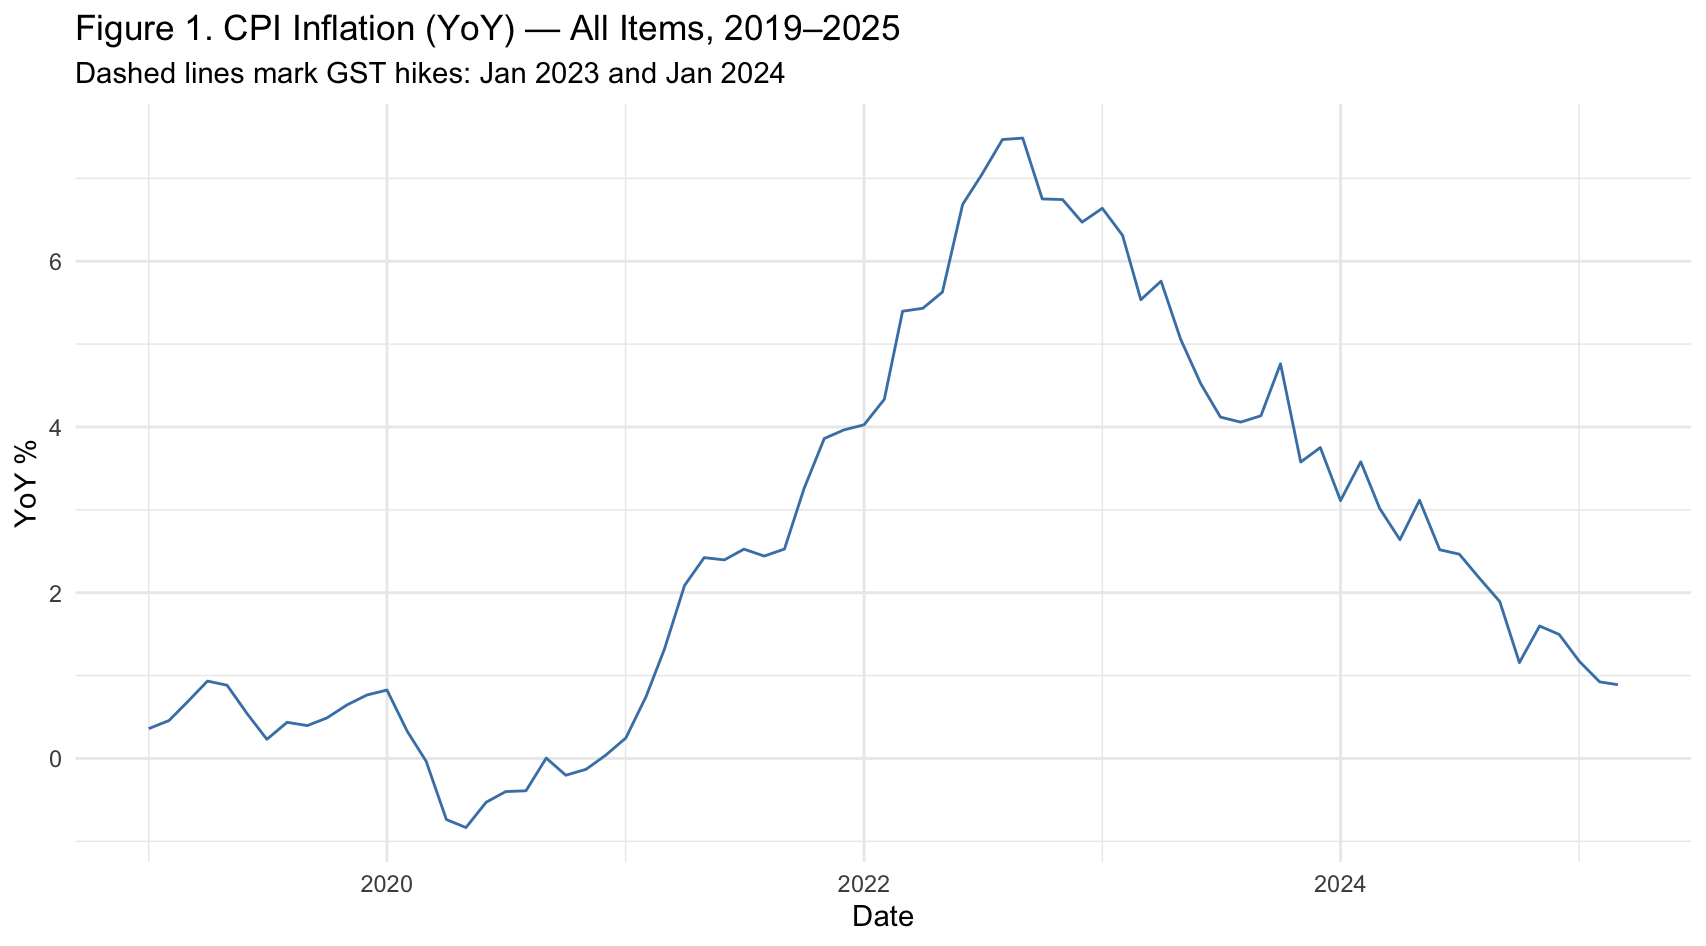 Figure 1. CPI Inflation (YoY) — All Items, 2019–2025
Dashed lines mark GST hikes: Jan 2023 and Jan 2024
YoY %
6
4
2
0
2020
2022
2024
Date